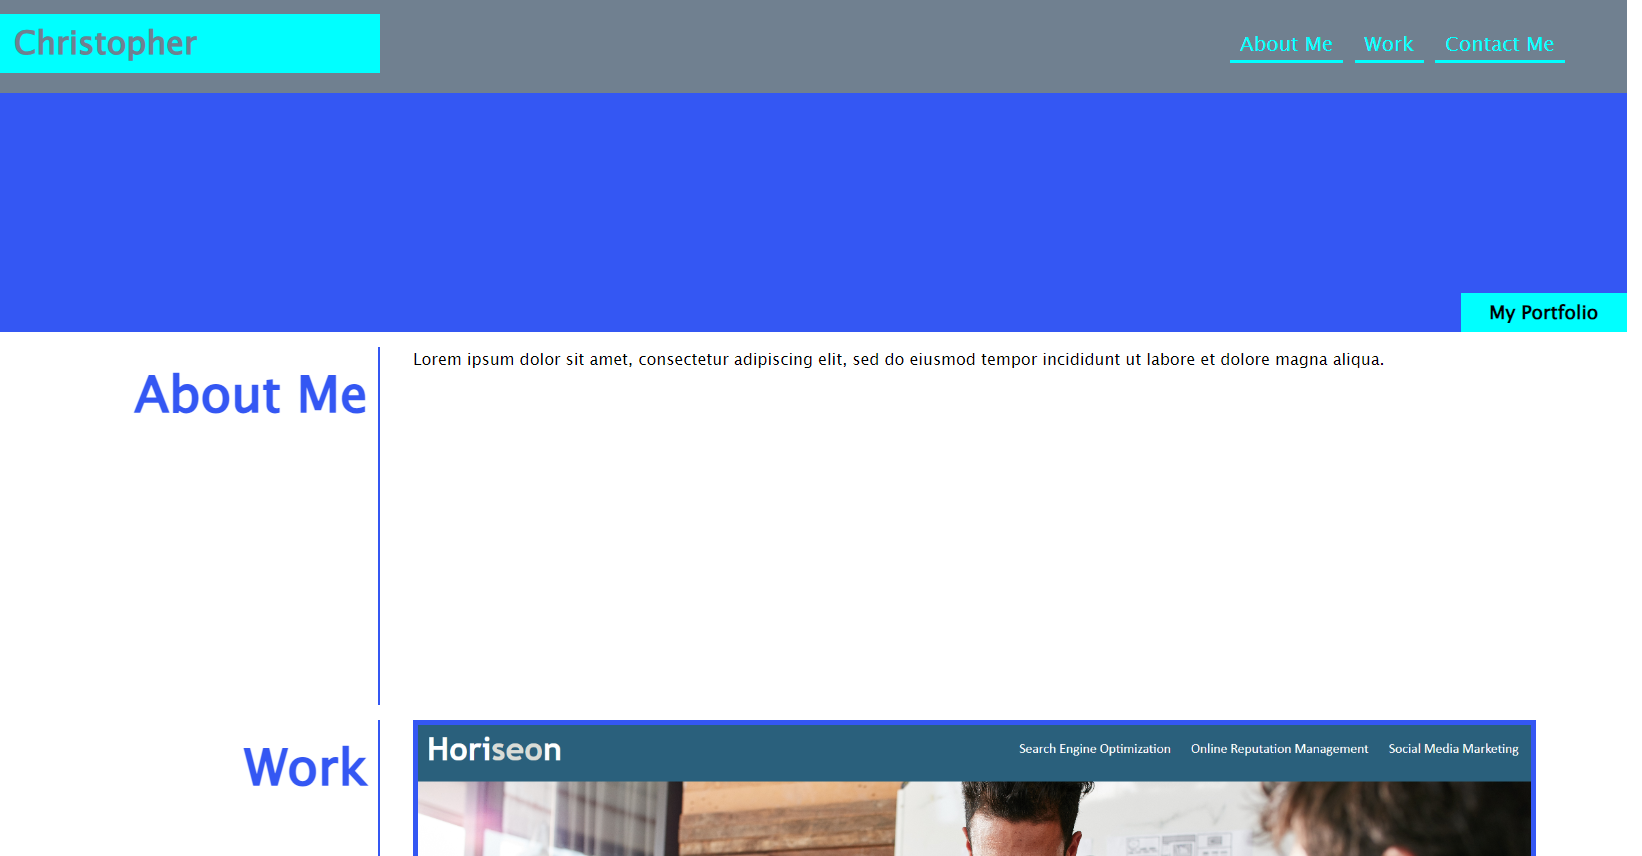 Christopher
About Me Work Contact Me
My Portfolio
About Me
Lorem ipsum dolor sit amet, consectetur adipiscing elit, sed do eiusmod tempor incididunt ut labore et dolore magna aliqua.
Work
Horiseon
Search Engine Optimization Online Reputation Management Social Media Marketing